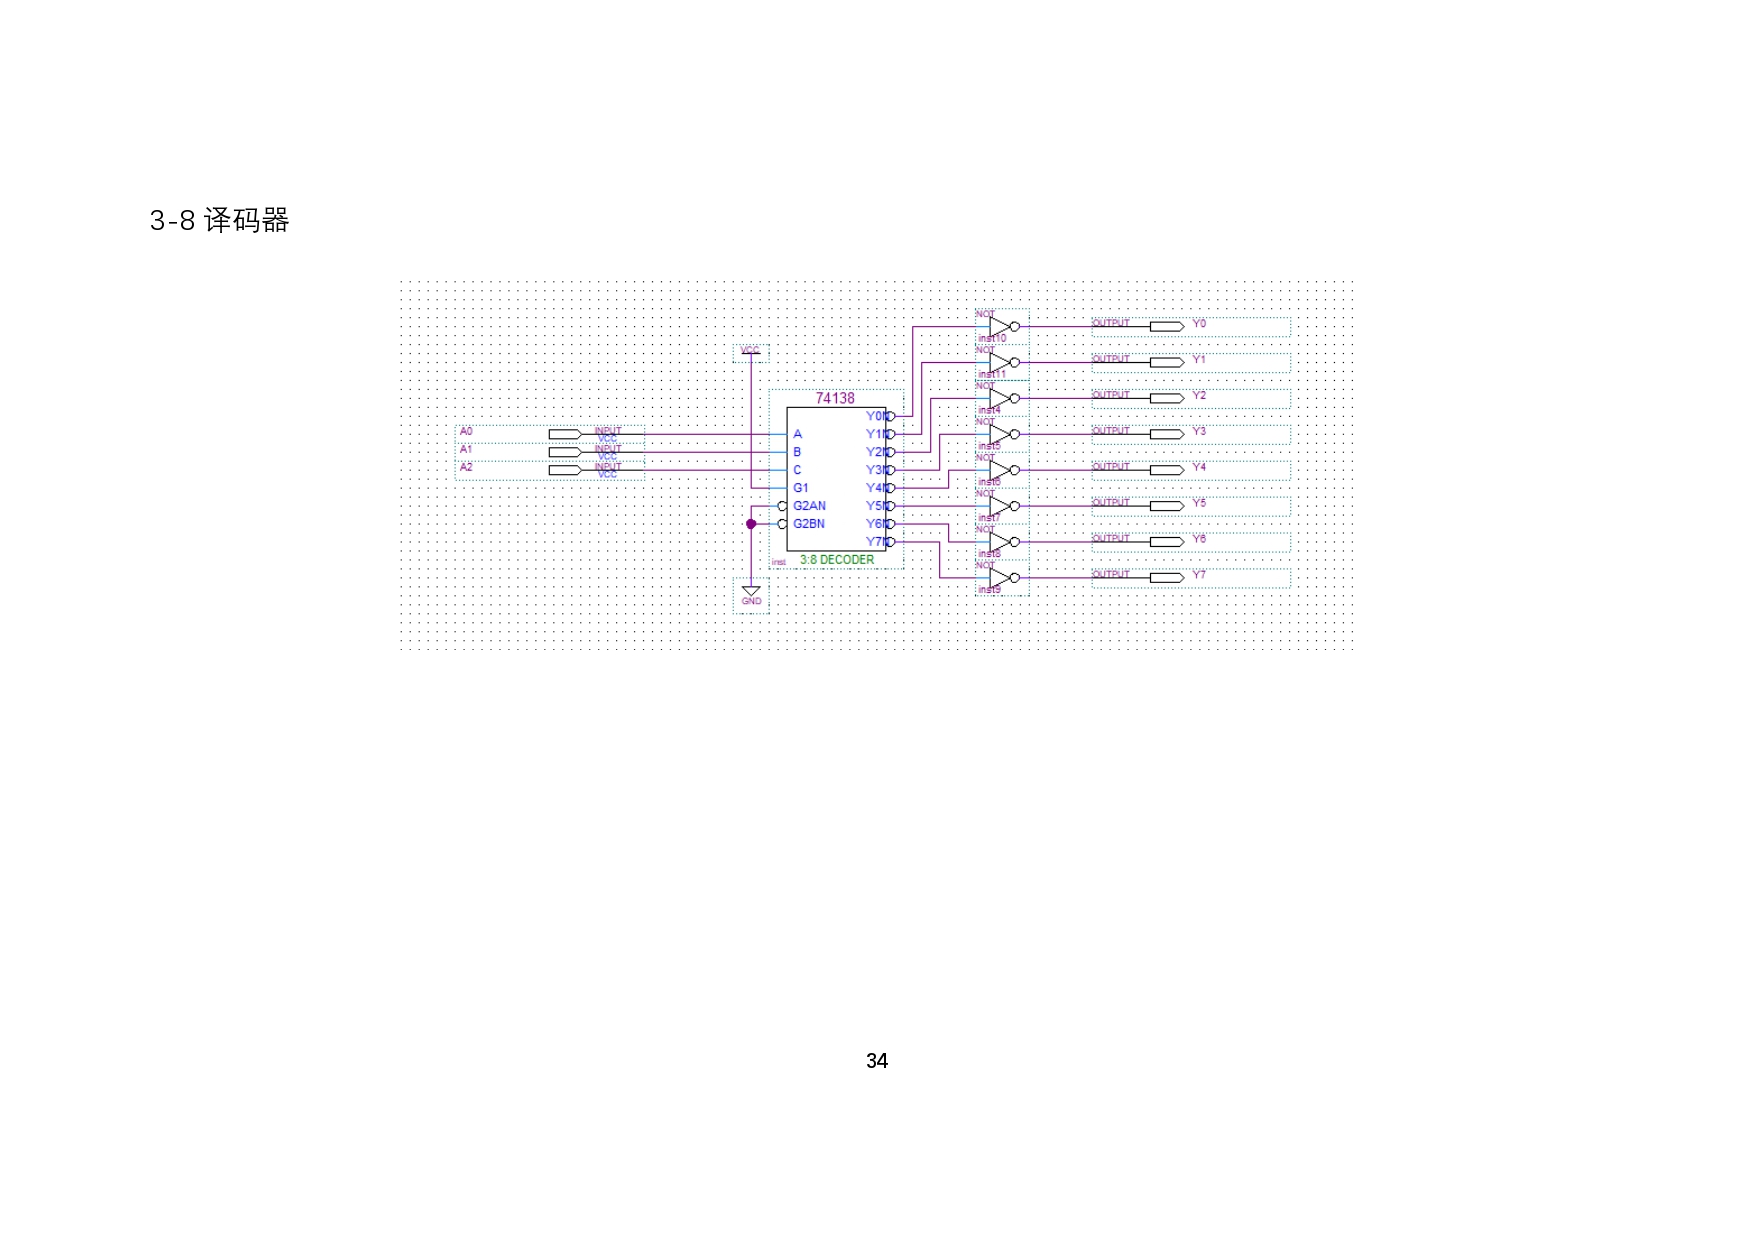 3-8 译码器
NOT
OUTPUT Y0
inst10
VCC
NOT
OUTPUT Y1
inst11
NOT
OUTPUT Y2
inst4
74138
Y0N
NOT
A0 INPUT
VCC
A
Y1N
OUTPUT Y3
inst5
A1 INPUT
VCC
B
Y2N
NOT
A2 INPUT
VCC
C
Y3N
OUTPUT Y4
inst6
G1
Y4N
NOT
G2AN
Y5N
OUTPUT Y5
inst7
G2BN
Y6N
NOT
Y7N
OUTPUT Y6
inst8
inst
3:8 DECODER
NOT
OUTPUT Y7
inst9
GND
34